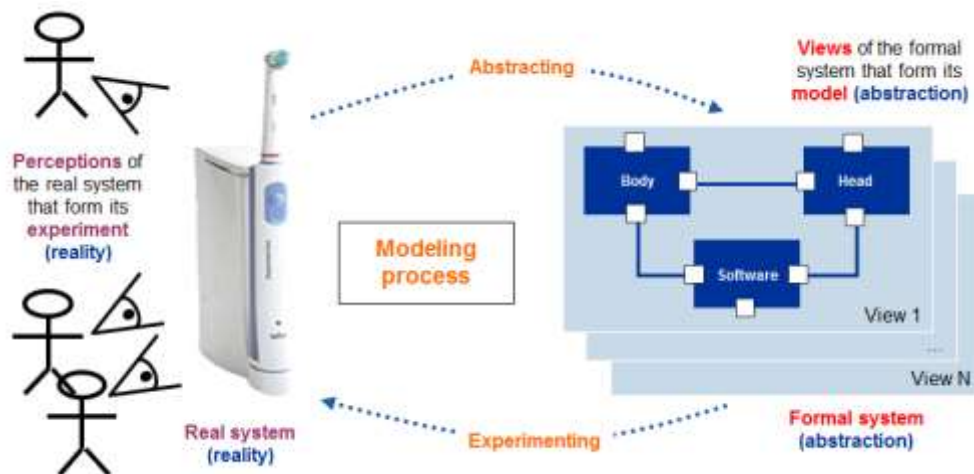 Abstracting
Views of the formal
system that form its
model (abstraction)
Perceptions of
the real system
that form its
experiment
(reality)
Body
Head
Software
Modeling
process
View 1
...
View N
Real system
(reality)
Experimenting
Formal system
(abstraction)